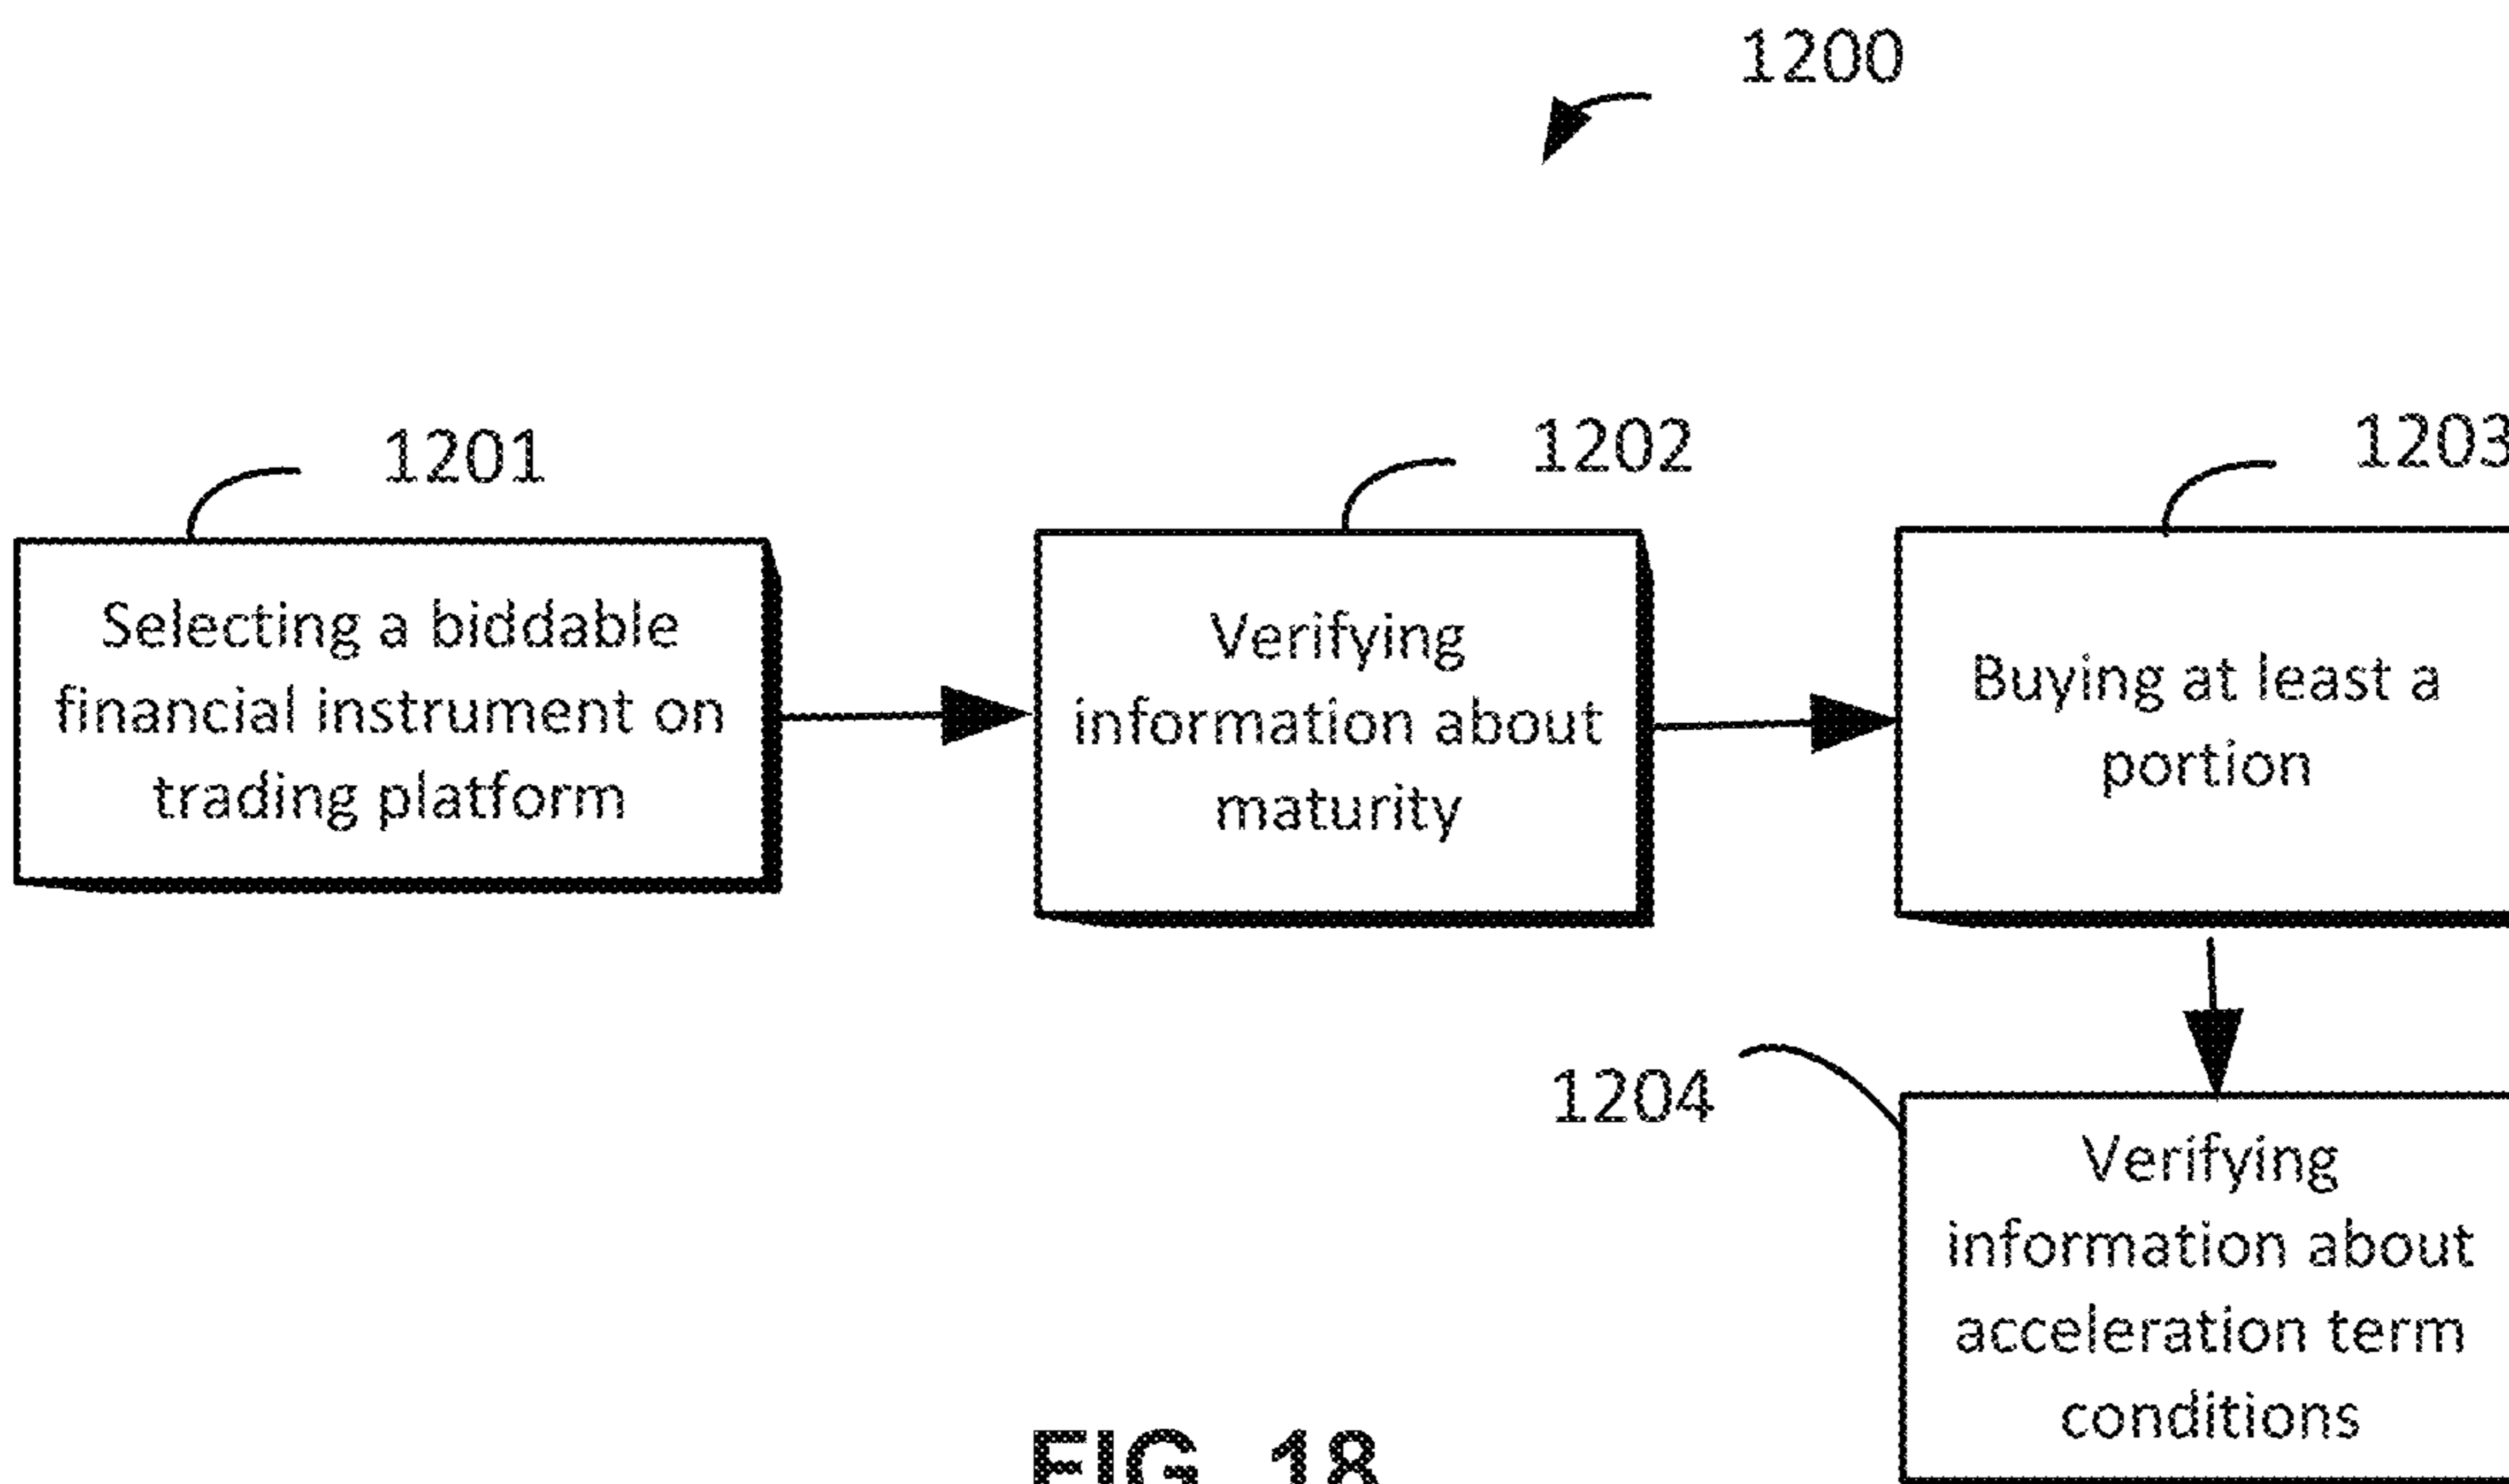 1200
1201
Selecting a biddable
financial instrument on
trading platform
1202
Verifying
information about
maturity
1203
Buying at least a
portion
1204
Verifying
information about
acceleration term
conditions
FIG. 18